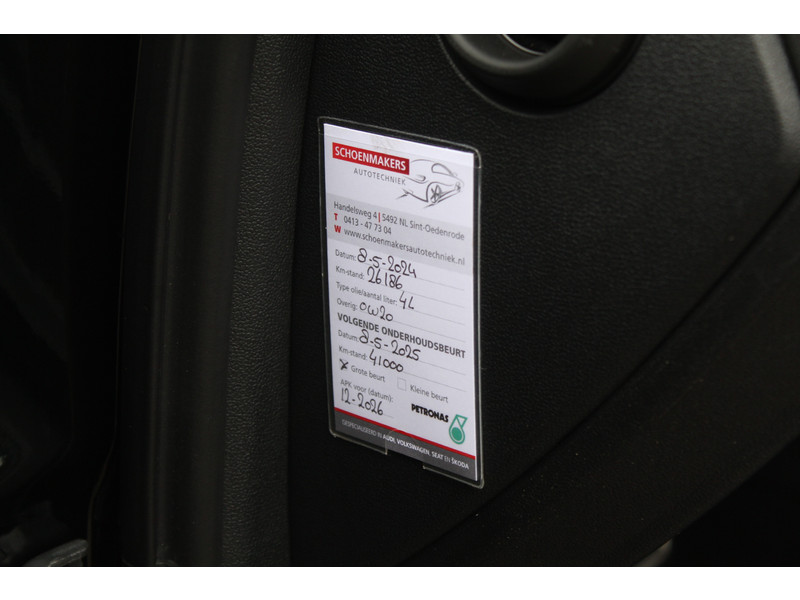 SCHOENMAKERS
AUTOTECHNIEK
Handelsweg 4 | 5492 NL Sint-Oedenrode
T 0413 - 47 73 04
W www.schoenmakersautotechniek.nl
Datum: 8-5-2024
Km-stand: 26186
Type olie/aantal liter: 4L
Overig: 0W20
VOLGENDE ONDERHOUDSBEURT
Datum: 8-5-2025
Km-stand: 41000
x Grote beurt Kleine beurt
APK voor (datum):
12-2026
PETRONAS
GESPECIALISEERD IN AUDI, VOLKSWAGEN, SEAT EN ŠKODA